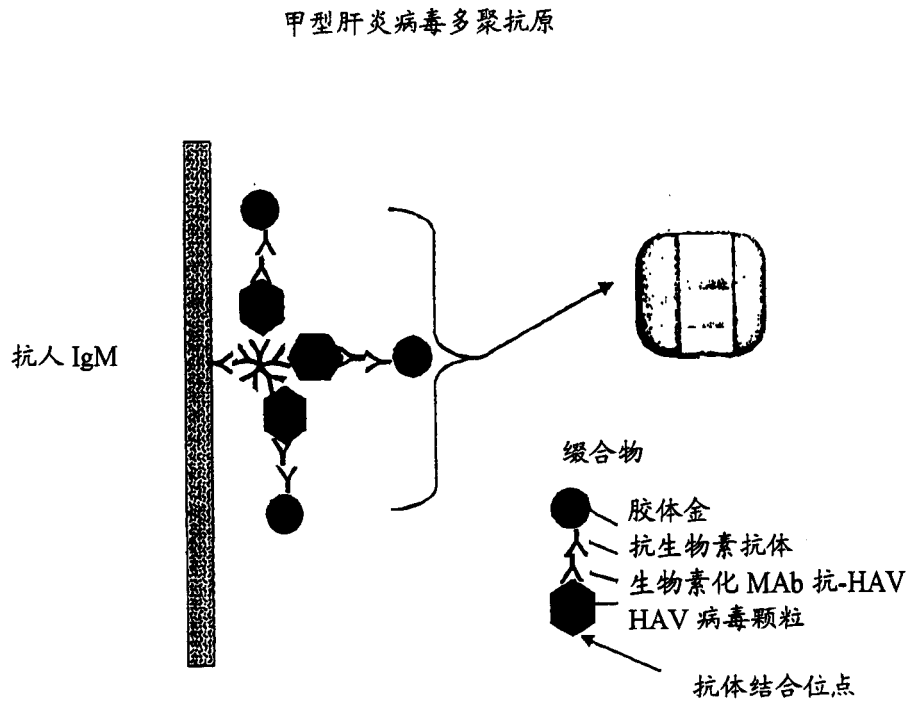 甲型肝炎病毒多聚抗原
抗人 IgM
缀合物
胶体金
抗生物素抗体
生物素化 MAb 抗-HAV
HAV 病毒颗粒
抗体结合位点